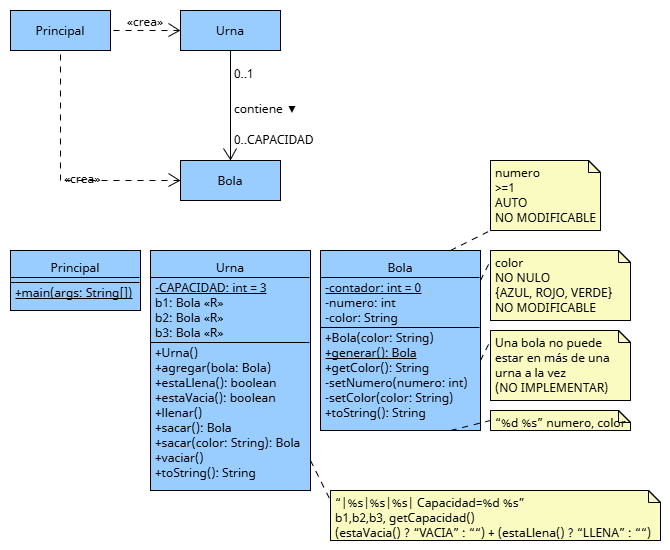 Principal
«crea»
Urna
0..1
contiene ▼
0..CAPACIDAD
«crea»
Bola
numero
>=1
AUTO
NO MODIFICABLE
Principal
+main(args: String[])
Urna
-CAPACIDAD: int = 3
b1: Bola «R»
b2: Bola «R»
b3: Bola «R»
+Urna()
+agregar(bola: Bola)
+estaLlena(): boolean
+estaVacia(): boolean
+llenar()
+sacar(): Bola
+sacar(color: String): Bola
+vaciar()
+toString(): String
Bola
-contador: int = 0
-numero: int
-color: String
+Bola(color: String)
+generar(): Bola
+getColor(): String
-setNumero(numero: int)
-setColor(color: String)
+toString(): String
color
NO NULO
{AZUL, ROJO, VERDE}
NO MODIFICABLE
Una bola no puede
estar en más de una
urna a la vez
(NO IMPLEMENTAR)
“%d %s” numero, color
“|%s|%s|%s| Capacidad=%d %s”
b1,b2,b3, getCapacidad()
(estaVacia() ? “VACIA” : ““) + (estaLlena() ? “LLENA” : ““)